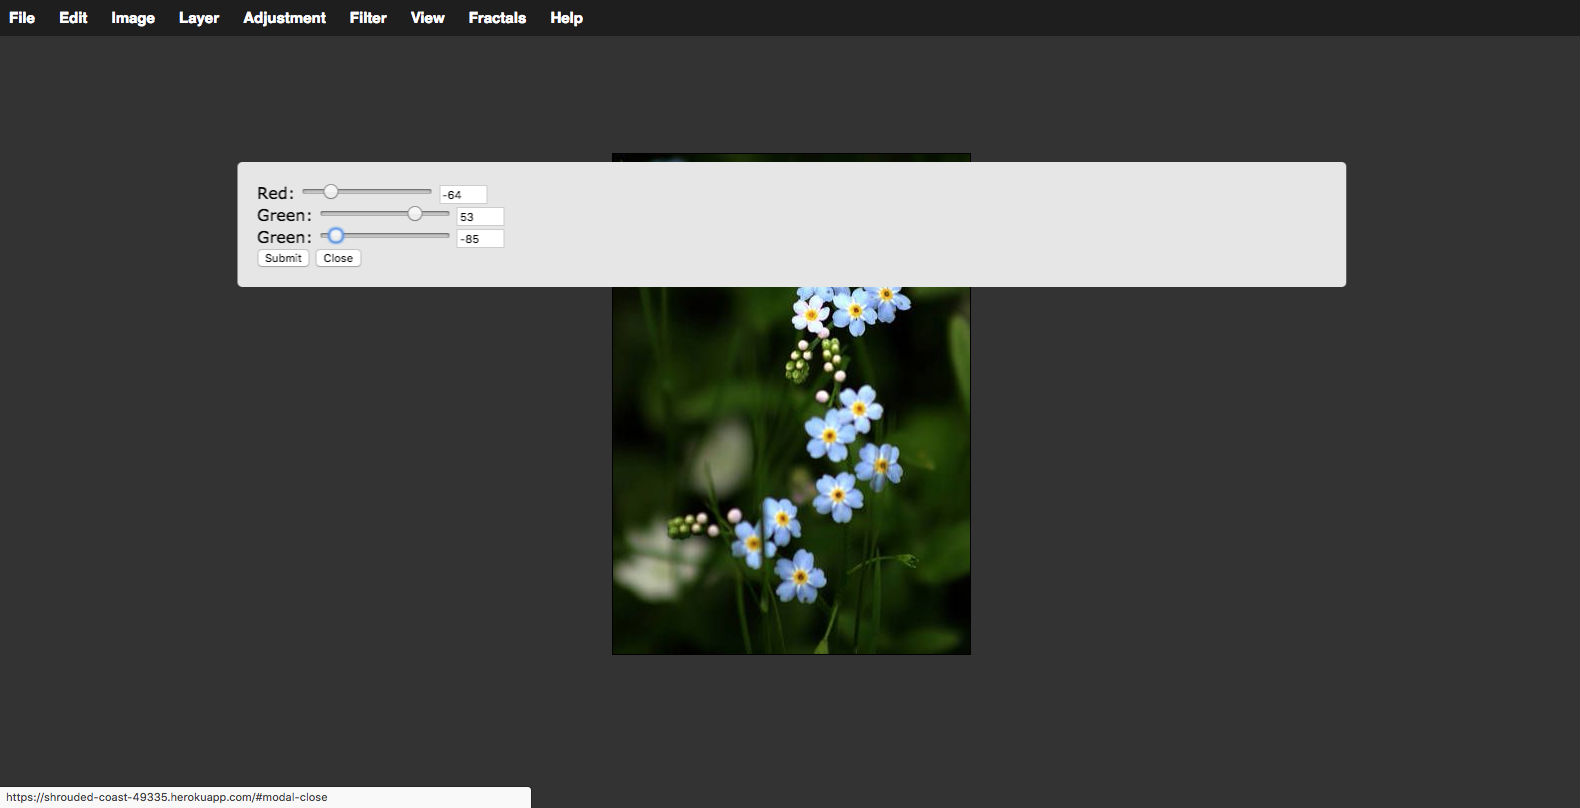 File Edit Image Layer Adjustment Filter View Fractals Help
Red: -64
Green: 53
Green: -85
Submit Close
https://shrouded-coast-49335.herokuapp.com/#modal-close